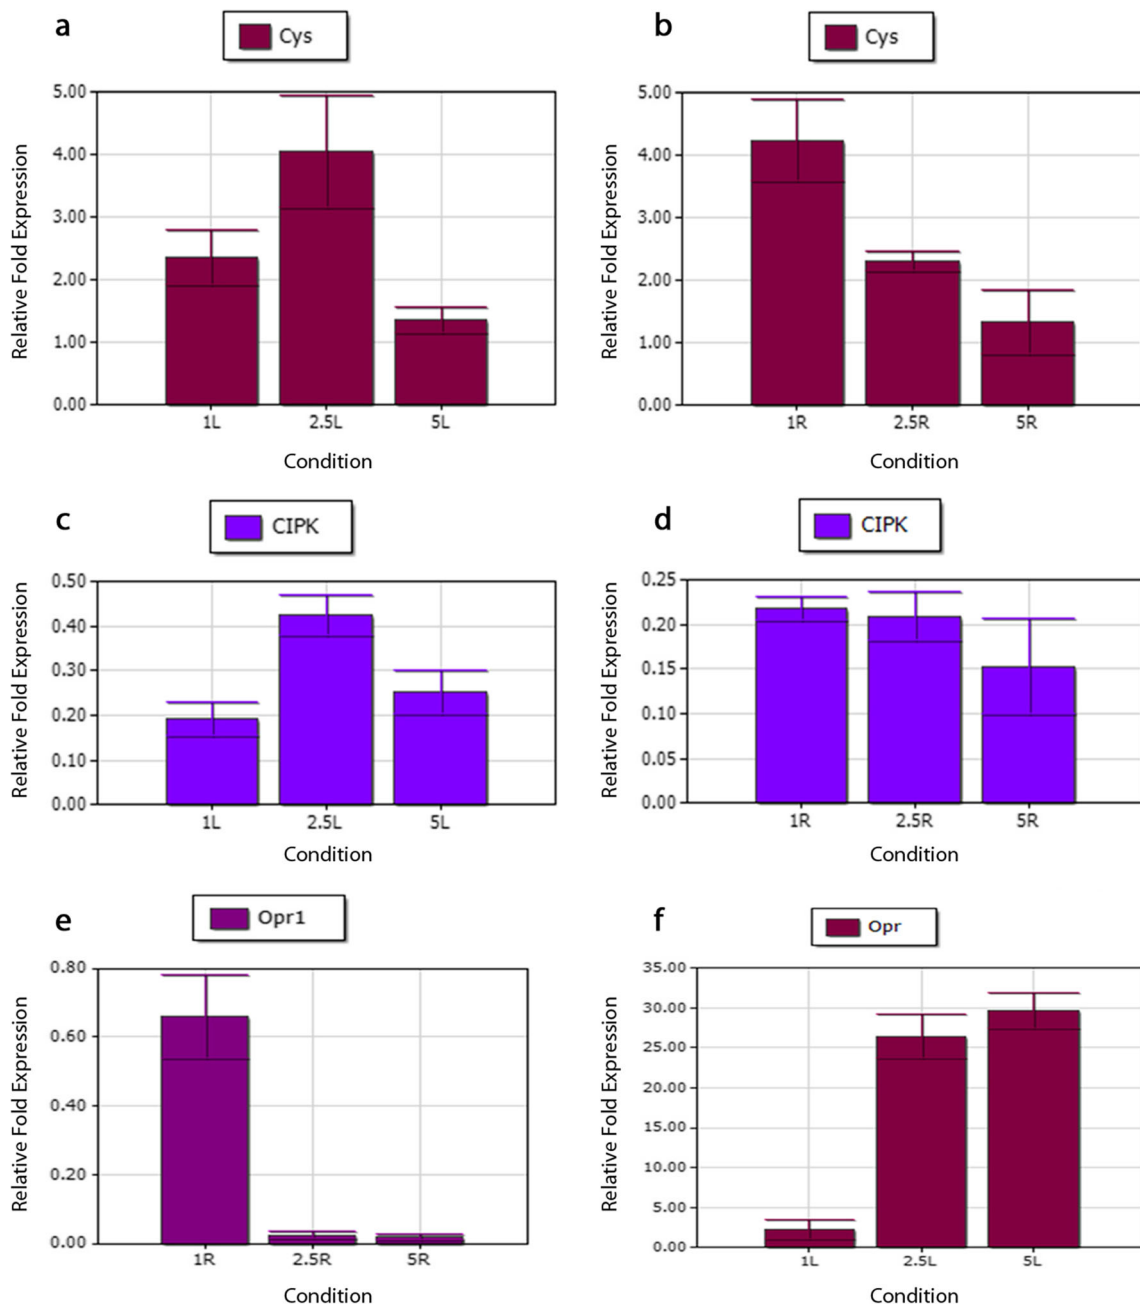 a
Cys
Relative Fold Expression
5.00
4.00
3.00
2.00
1.00
0.00
1L 2.5L 5L
Condition
b
Cys
Relative Fold Expression
5.00
4.00
3.00
2.00
1.00
0.00
1R 2.5R 5R
Condition
c
CIPK
Relative Fold Expression
0.50
0.40
0.30
0.20
0.10
0.00
1L 2.5L 5L
Condition
d
CIPK
Relative Fold Expression
0.25
0.20
0.15
0.10
0.05
0.00
1R 2.5R 5R
Condition
e
Opr1
Relative Fold Expression
0.80
0.60
0.40
0.20
0.00
1R 2.5R 5R
Condition
f
Opr
Relative Fold Expression
35.00
30.00
25.00
20.00
15.00
10.00
5.00
0.00
1L 2.5L 5L
Condition